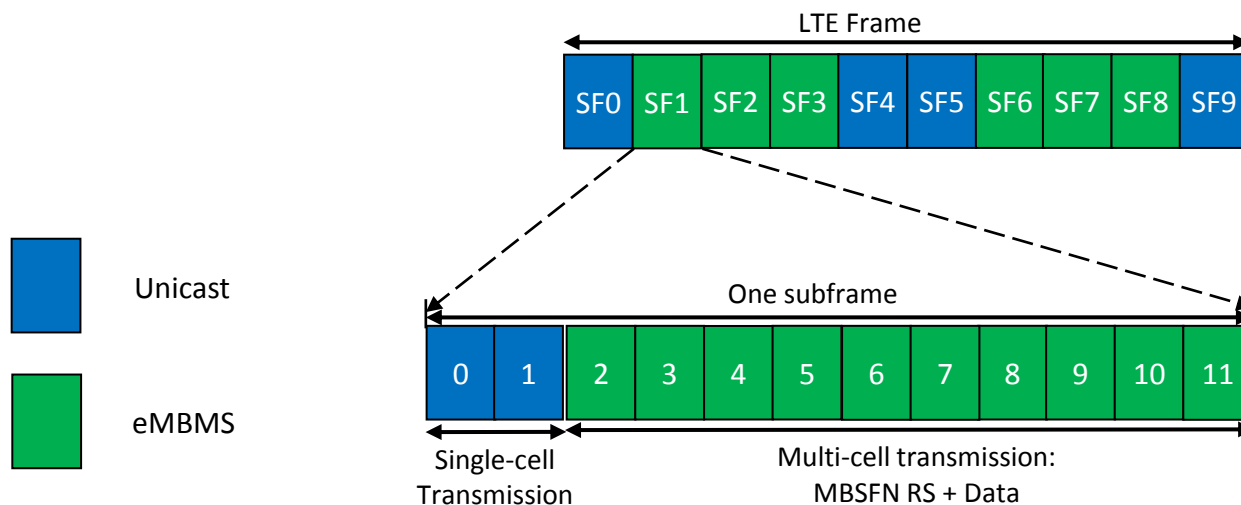 LTE Frame
SF0 SF1 SF2 SF3 SF4 SF5 SF6 SF7 SF8 SF9
Unicast
One subframe
0 1 2 3 4 5 6 7 8 9 10 11
eMBMS
Single-cell
Transmission
Multi-cell transmission:
MBSFN RS + Data